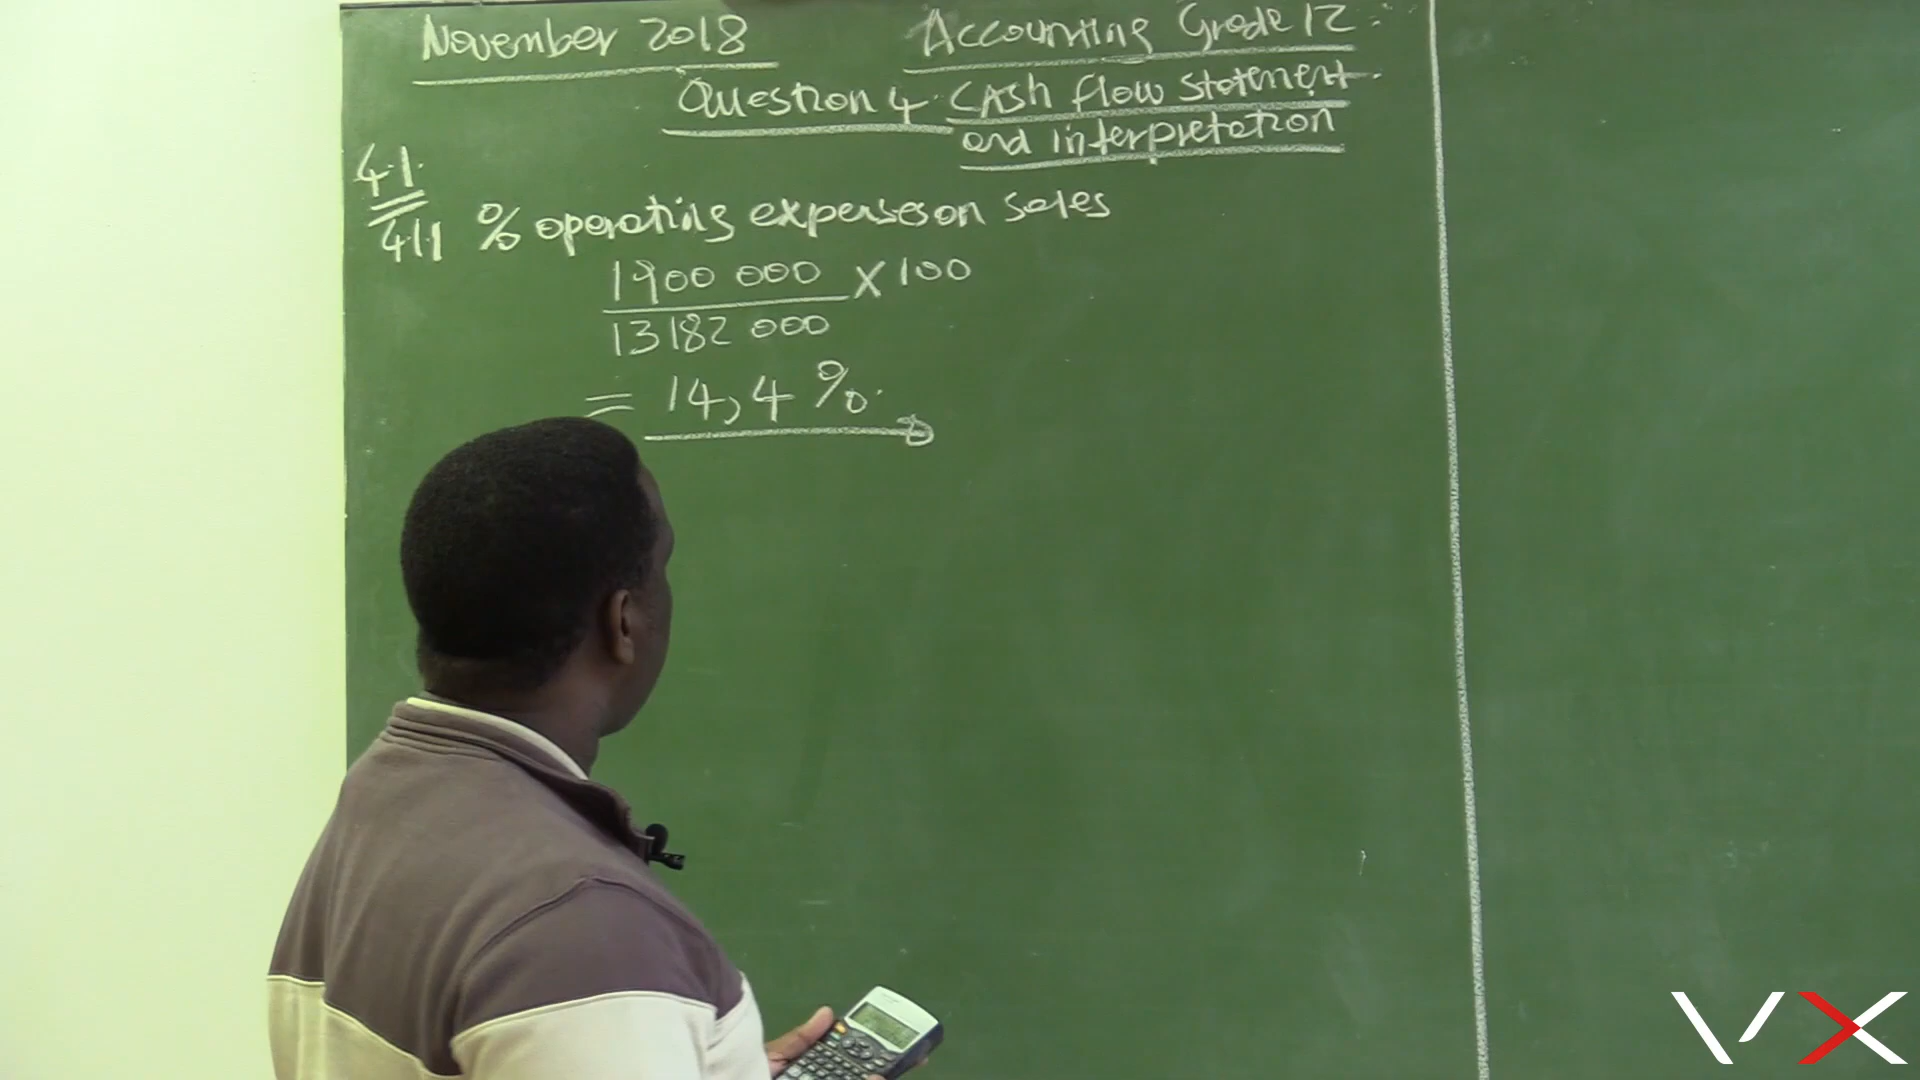 November 2018 Accounting Grade 12
Question 4. Cash flow statement.
and interpretation
4.1.
4.1.1 % operating expenses on sales
1900 000 × 100
13182 000
= 14,4 %.
VX